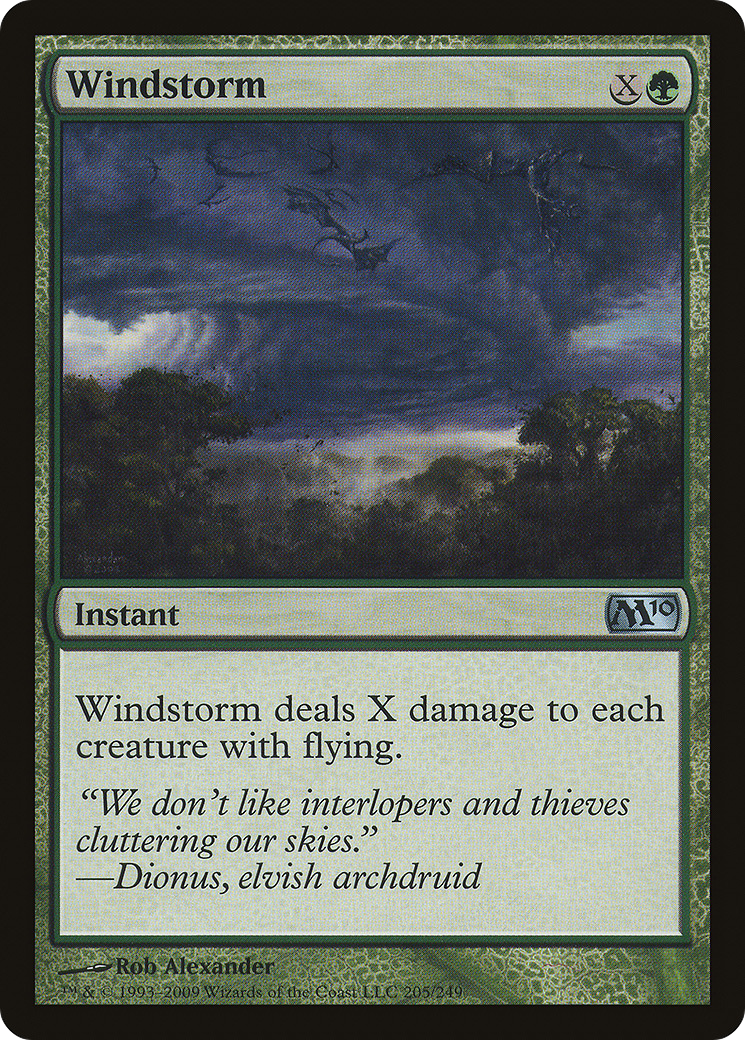 Windstorm X
Instant M10
Windstorm deals X damage to each
creature with flying.
“We don’t like interlopers and thieves
cluttering our skies.”
—Dionus, elvish archdruid
Rob Alexander
™ & © 1993–2009 Wizards of the Coast LLC 205/249